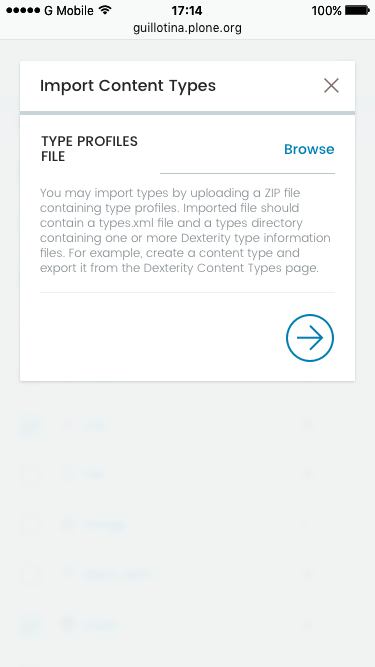 G Mobile 17:14 100%
guillotina.plone.org
Import Content Types
TYPE PROFILES
FILE
Browse
You may import types by uploading a ZIP file
containing type profiles. Imported file should
contain a types.xml file and a types directory
containing one or more Dexterity type information
files. For example, create a content type and
export it from the Dexterity Content Types page.